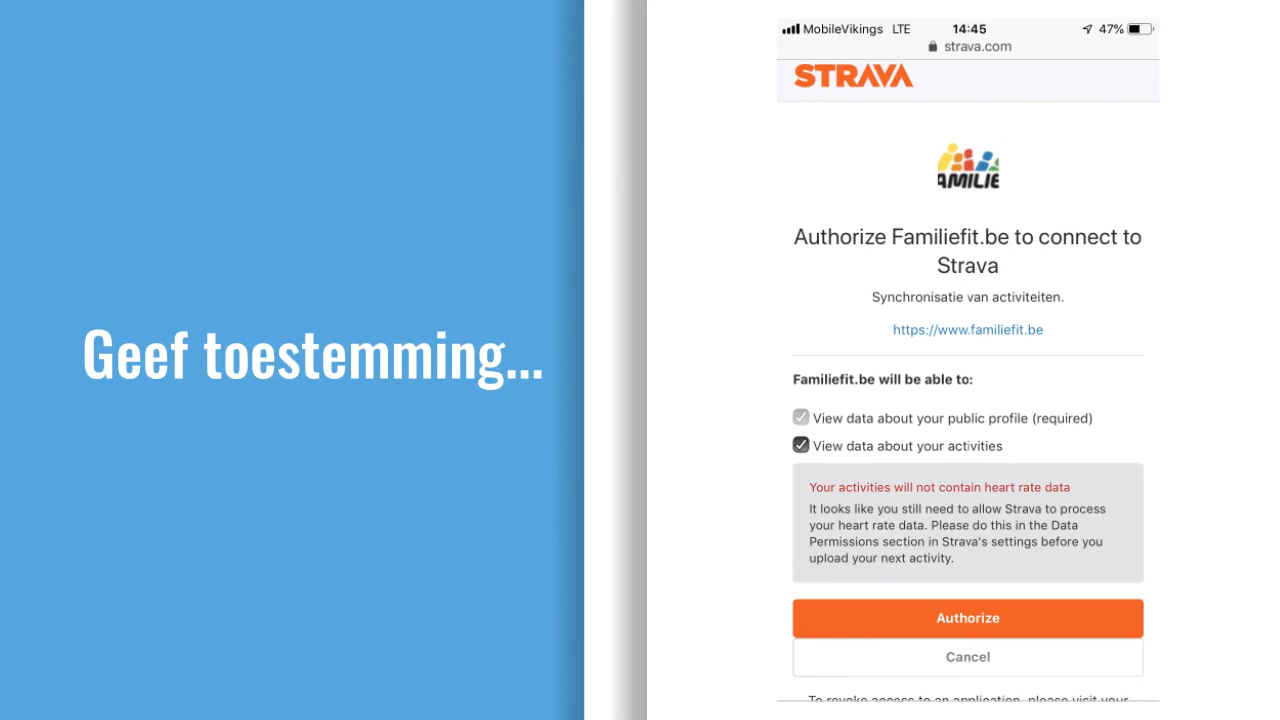 Geef toestemming...
MobileVikings LTE 14:45 47%
strava.com
STRAVA
AMILIE
Authorize Familiefit.be to connect to
Strava
Synchronisatie van activiteiten.
https://www.familiefit.be
Familiefit.be will be able to:
View data about your public profile (required)
View data about your activities
Your activities will not contain heart rate data
It looks like you still need to allow Strava to process
your heart rate data. Please do this in the Data
Permissions section in Strava's settings before you
upload your next activity.
Authorize
Cancel
To revoke access to an application, please visit your